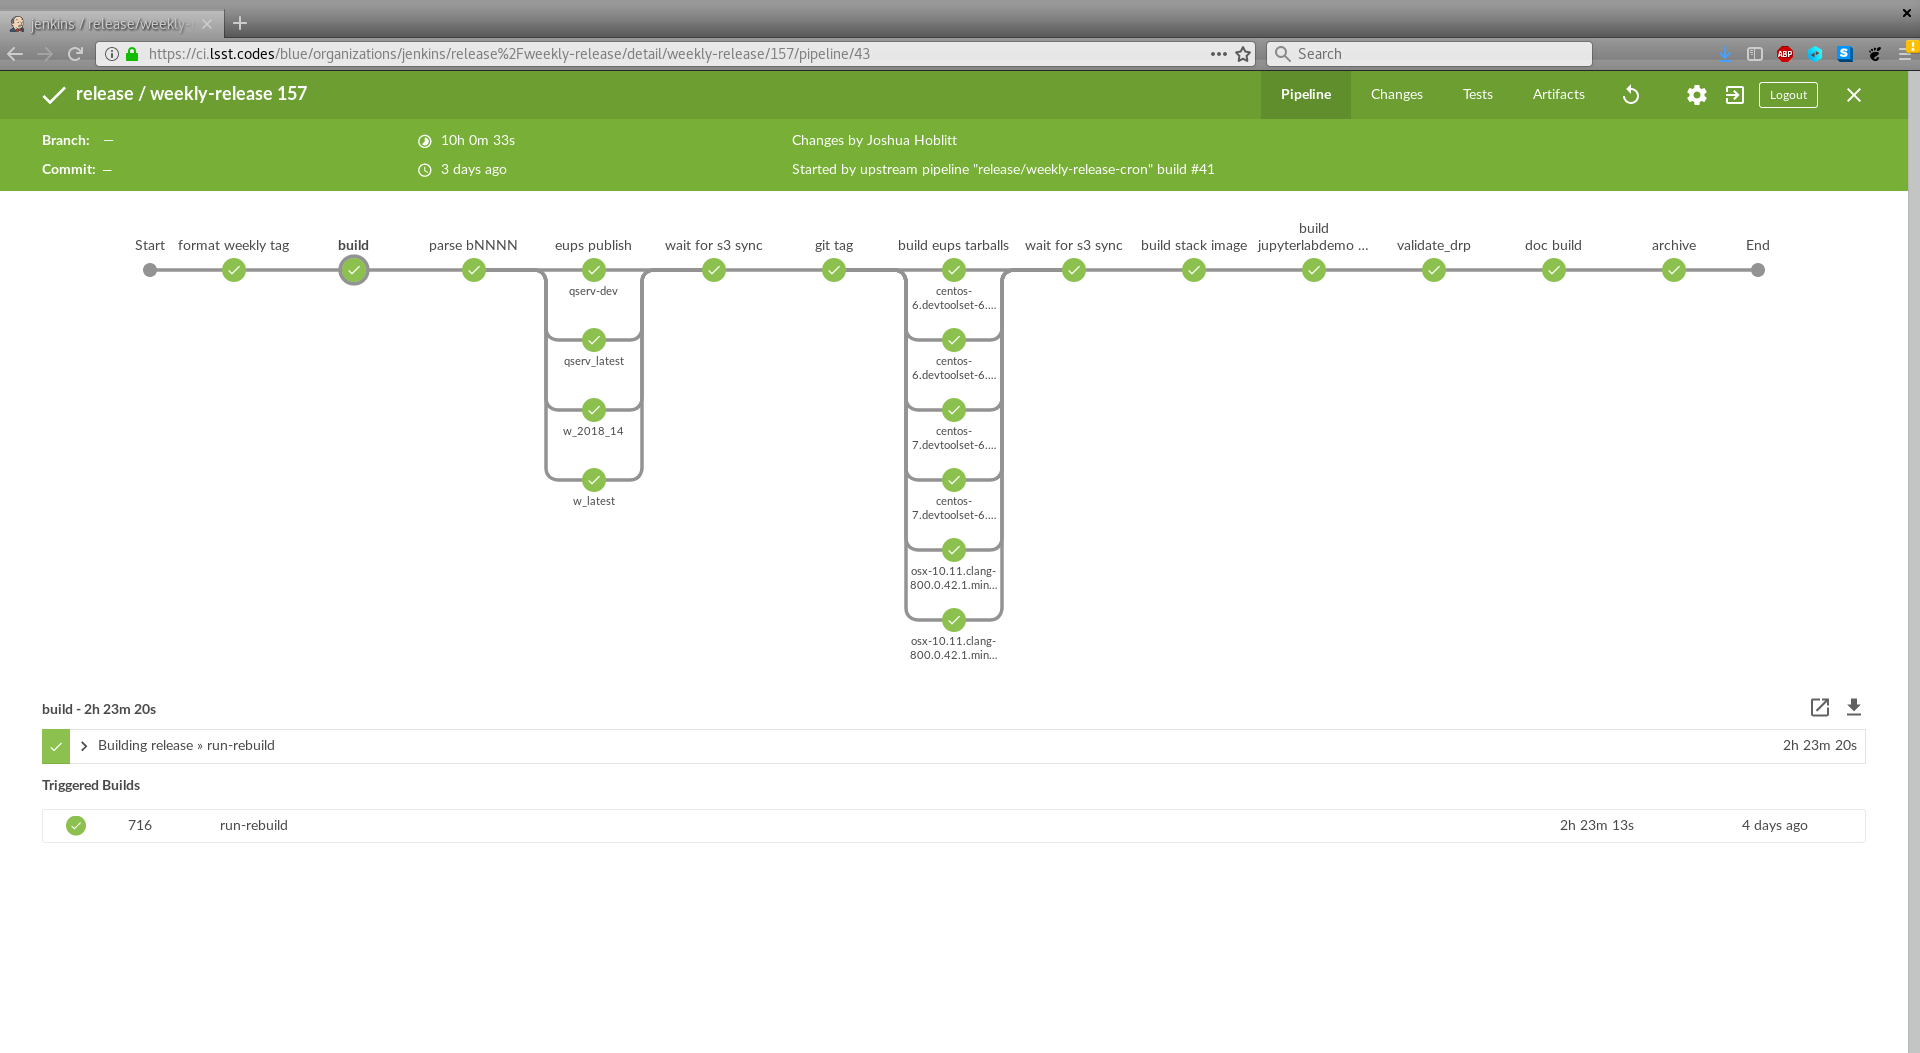 jenkins / release/weekly-
https://ci.lsst.codes/blue/organizations/jenkins/release%2Fweekly-release/detail/weekly-release/157/pipeline/43
Search
ABP
S
release / weekly-release 157
Pipeline
Changes
Tests
Artifacts
Logout
Branch: —
10h 0m 33s
Changes by Joshua Hoblitt
Commit: —
3 days ago
Started by upstream pipeline "release/weekly-release-cron" build #41
Start
format weekly tag
build
parse bNNNN
eups publish
wait for s3 sync
git tag
build eups tarballs
wait for s3 sync
build stack image
build
jupyterlabdemo ...
validate_drp
doc build
archive
End
qserv-dev
qserv_latest
w_2018_14
w_latest
centos-
6.devtoolset-6....
centos-
6.devtoolset-6....
centos-
7.devtoolset-6....
centos-
7.devtoolset-6....
osx-10.11.clang-
800.0.42.1.min...
osx-10.11.clang-
800.0.42.1.min...
build - 2h 23m 20s
Building release » run-rebuild
2h 23m 20s
Triggered Builds
716
run-rebuild
2h 23m 13s
4 days ago